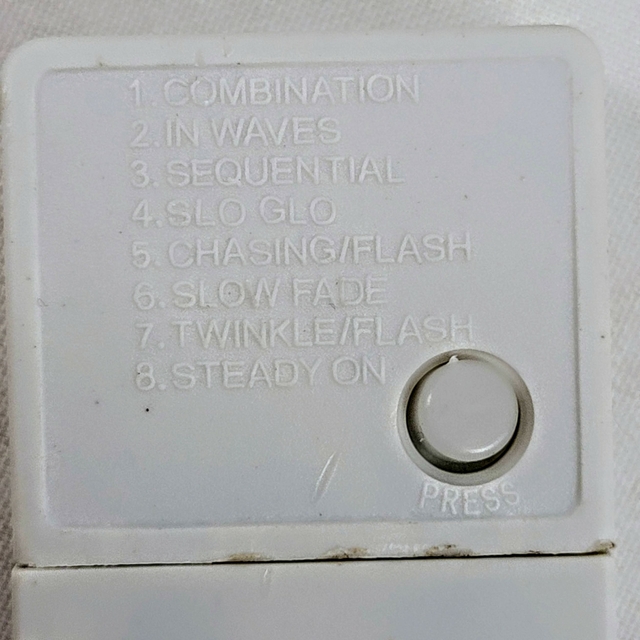 1. COMBINATION
2. IN WAVES
3. SEQUENTIAL
4. SLO GLO
5. CHASING/FLASH
6. SLOW FADE
7. TWINKLE/FLASH
8. STEADY ON
PRESS